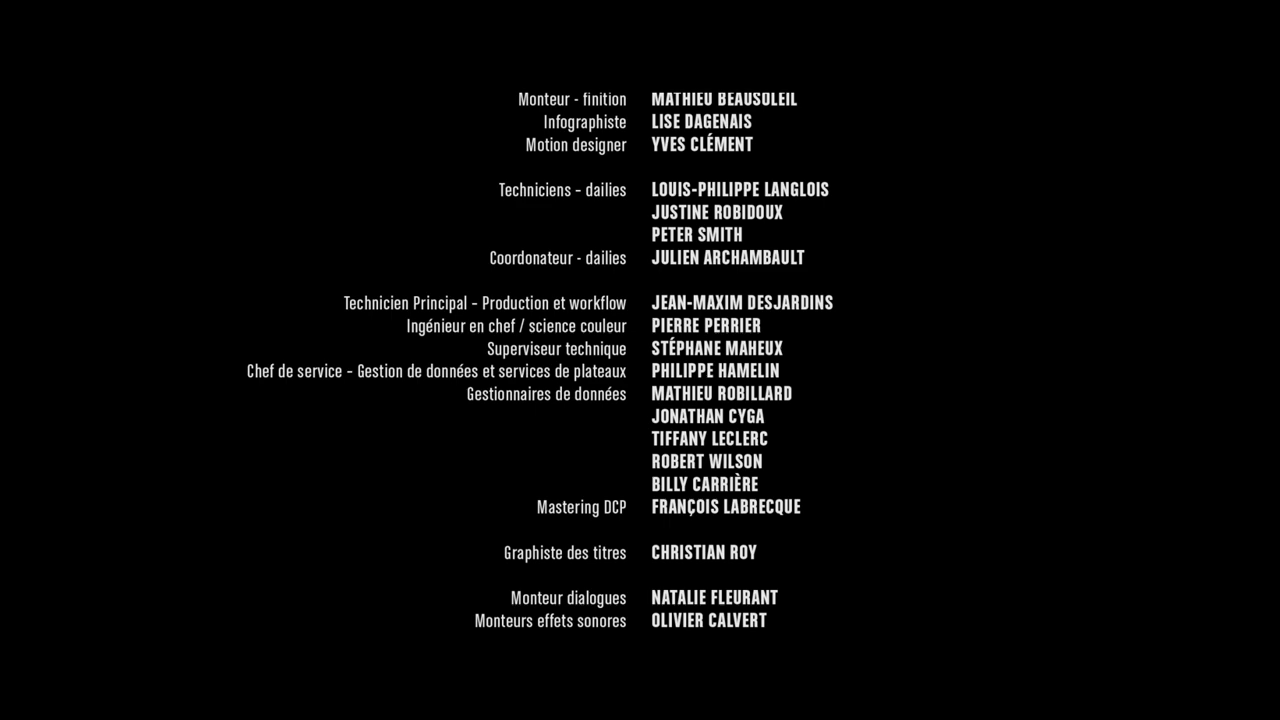 Monteur - finition MATHIEU BEAUSOLEIL
Infographiste LISE DAGENAIS
Motion designer YVES CLÉMENT
Techniciens - dailies LOUIS-PHILIPPE LANGLOIS
JUSTINE ROBIDOUX
PETER SMITH
Coordonateur - dailies JULIEN ARCHAMBAULT
Technicien Principal - Production et workflow JEAN-MAXIM DESJARDINS
Ingénieur en chef / science couleur PIERRE PERRIER
Superviseur technique STÉPHANE MAHEUX
Chef de service - Gestion de données et services de plateaux PHILIPPE HAMELIN
Gestionnaires de données MATHIEU ROBILLARD
JONATHAN CYGA
TIFFANY LECLERC
ROBERT WILSON
BILLY CARRIÈRE
Mastering DCP FRANÇOIS LABRECQUE
Graphiste des titres CHRISTIAN ROY
Monteur dialogues NATALIE FLEURANT
Monteurs effets sonores OLIVIER CALVERT